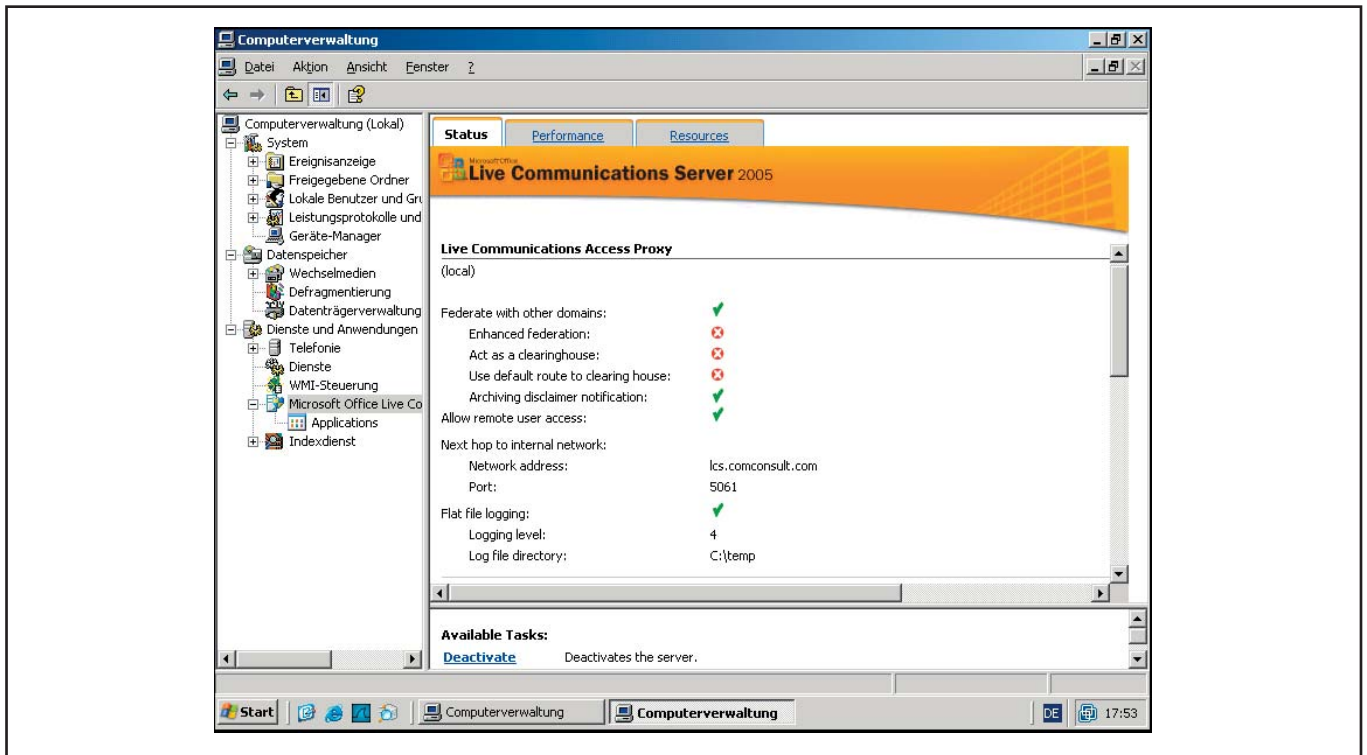 Computerverwaltung
Datei Aktion Ansicht Fenster ?
Computerverwaltung (Lokal)
System
Ereignisanzeige
Freigegebene Ordner
Lokale Benutzer und Gru
Leistungsprotokolle und
Geräte-Manager
Datenspeicher
Wechselmedien
Defragmentierung
Datenträgerverwaltung
Dienste und Anwendungen
Telefonie
Dienste
WMI-Steuerung
Microsoft Office Live Co
Applications
Indexdienst
Status Performance Resources
Microsoft Office
Live Communications Server 2005
Live Communications Access Proxy
(local)
Federate with other domains:
Enhanced federation:
Act as a clearinghouse:
Use default route to clearing house:
Archiving disclaimer notification:
Allow remote user access:
Next hop to internal network:
Network address: lcs.comconsult.com
Port: 5061
Flat file logging:
Logging level: 4
Log file directory: C:\temp
Available Tasks:
Deactivate Deactivates the server.
Start Computerverwaltung Computerverwaltung DE 17:53